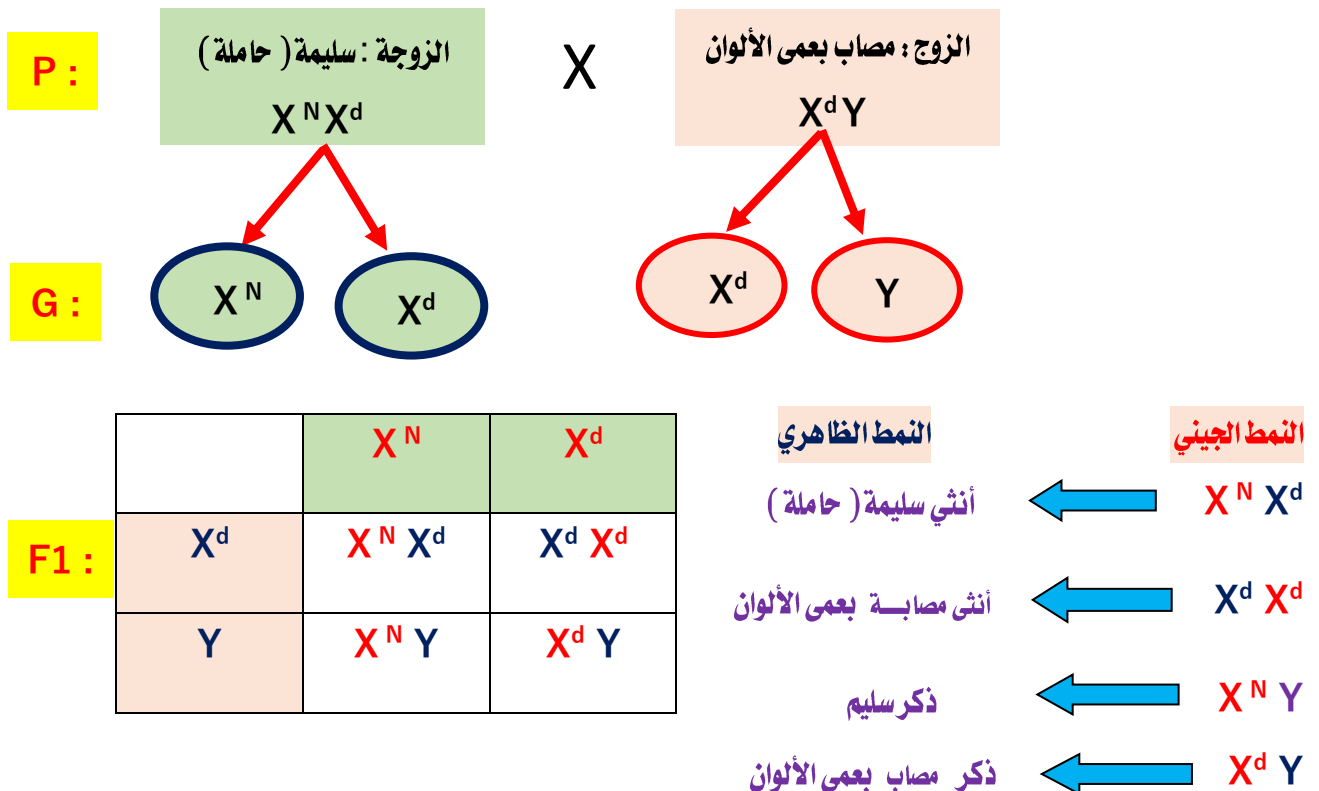 P :
الزوجة : سليمة ( حاملة )
X^N X^d
X
الزوج : مصاب بعمى الألوان
X^d Y
G :
X^N
X^d
X^d
Y
F1 :
X^N X^d
X^d X^N X^d X^d X^d
Y X^N Y X^d Y
النمط الجيني النمط الظاهري
X^N X^d أنثي سليمة ( حاملة )
X^d X^d أنثى مصابــة بعمى الألوان
X^N Y ذكر سليم
X^d Y ذكر مصاب بعمى الألوان